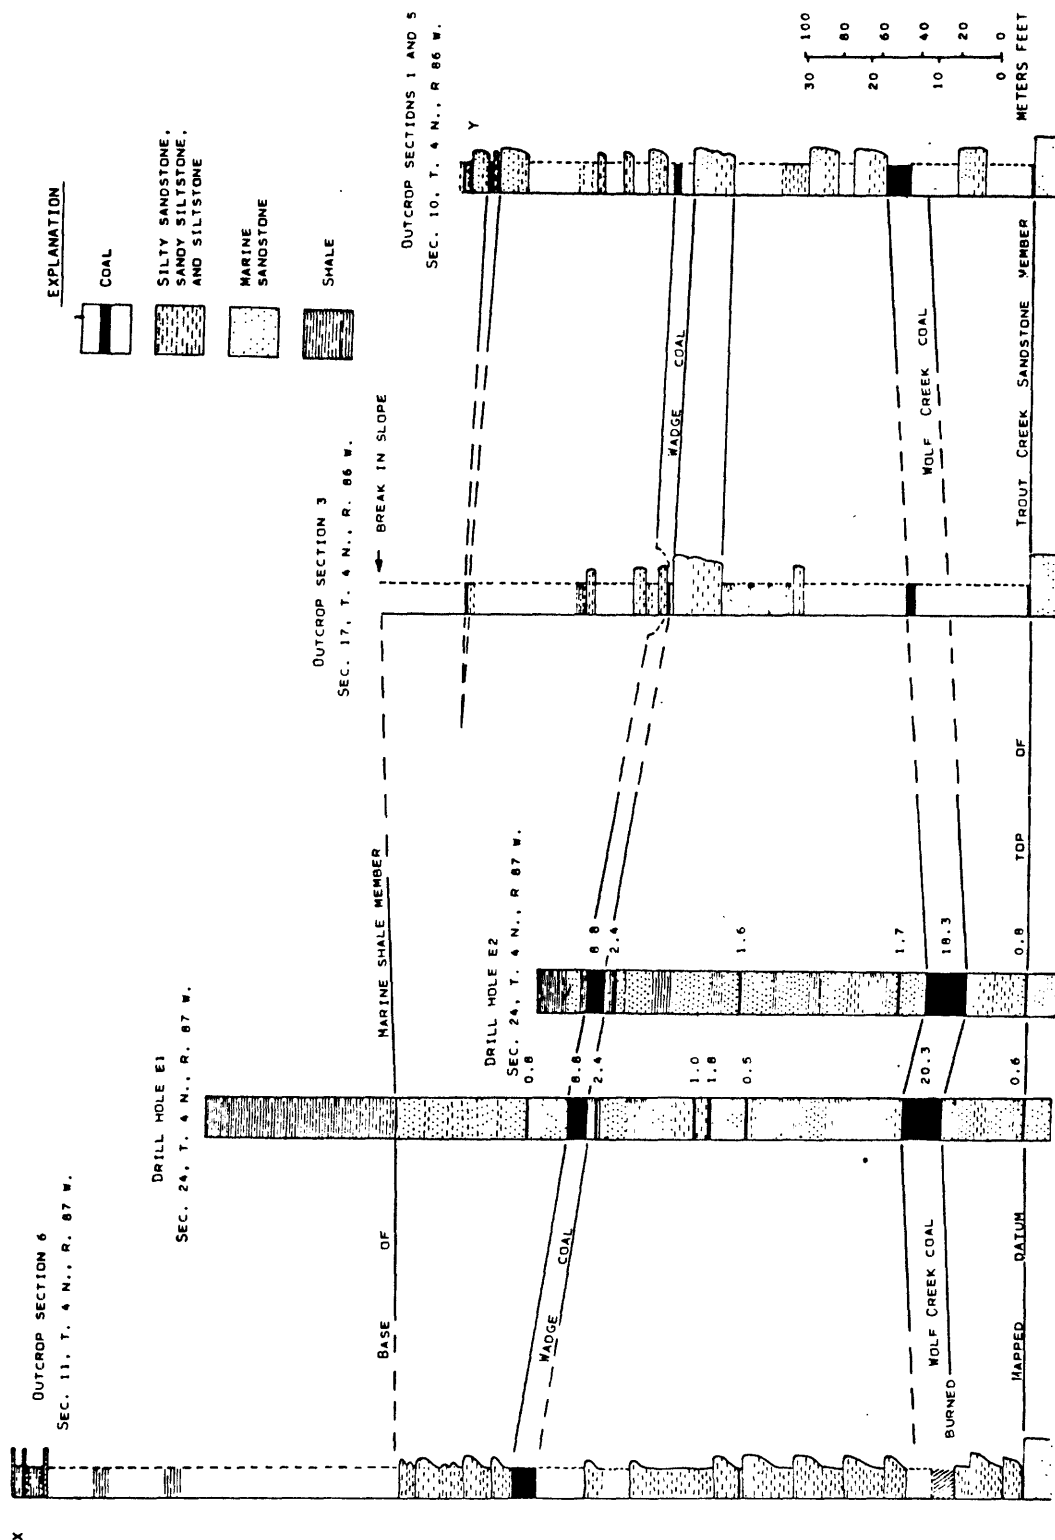 X
OUTCROP SECTION 6
SEC. 11, T. 4 N., R. 87 W.
DRILL HOLE E1
SEC. 24, T. 4 N., R. 87 W.
DRILL HOLE E2
SEC. 24, T. 4 N., R 87 W.
OUTCROP SECTION 3
SEC. 17, T. 4 N., R. 86 W.
BREAK IN SLOPE
OUTCROP SECTIONS 1 AND 5
SEC. 10, T. 4 N., R 86 W.
Y
EXPLANATION
COAL
SILTY SANDSTONE,
SANDY SILTSTONE,
AND SILTSTONE
MARINE
SANDSTONE
SHALE
BASE OF MARINE SHALE MEMBER
WADGE COAL
WADGE COAL
WOLF CREEK COAL
BURNED
WOLF CREEK COAL
MAPPED DATUM TOP OF TROUT CREEK SANDSTONE MEMBER
0.8
8.8
2.4
1.0
1.8
0.5
20.3
0.6
8.8
2.4
1.6
1.7
18.3
0.8
30 100
80
20 60
40
10
20
0 0
METERS FEET